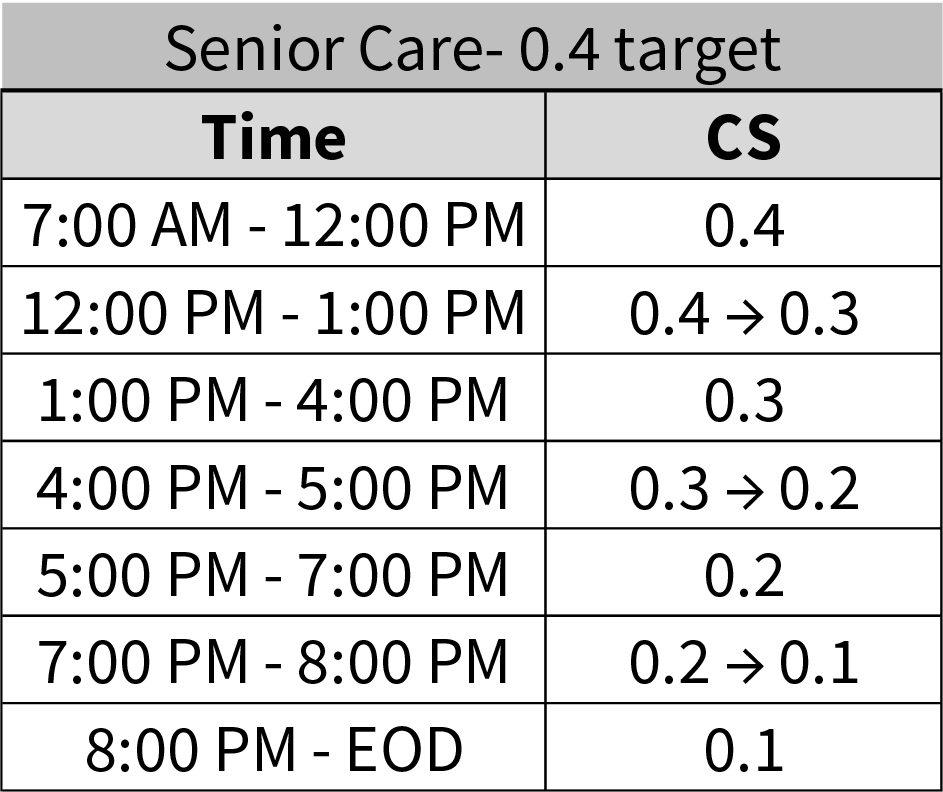 Senior Care- 0.4 target
Time CS
7:00 AM - 12:00 PM 0.4
12:00 PM - 1:00 PM 0.4 → 0.3
1:00 PM - 4:00 PM 0.3
4:00 PM - 5:00 PM 0.3 → 0.2
5:00 PM - 7:00 PM 0.2
7:00 PM - 8:00 PM 0.2 → 0.1
8:00 PM - EOD 0.1